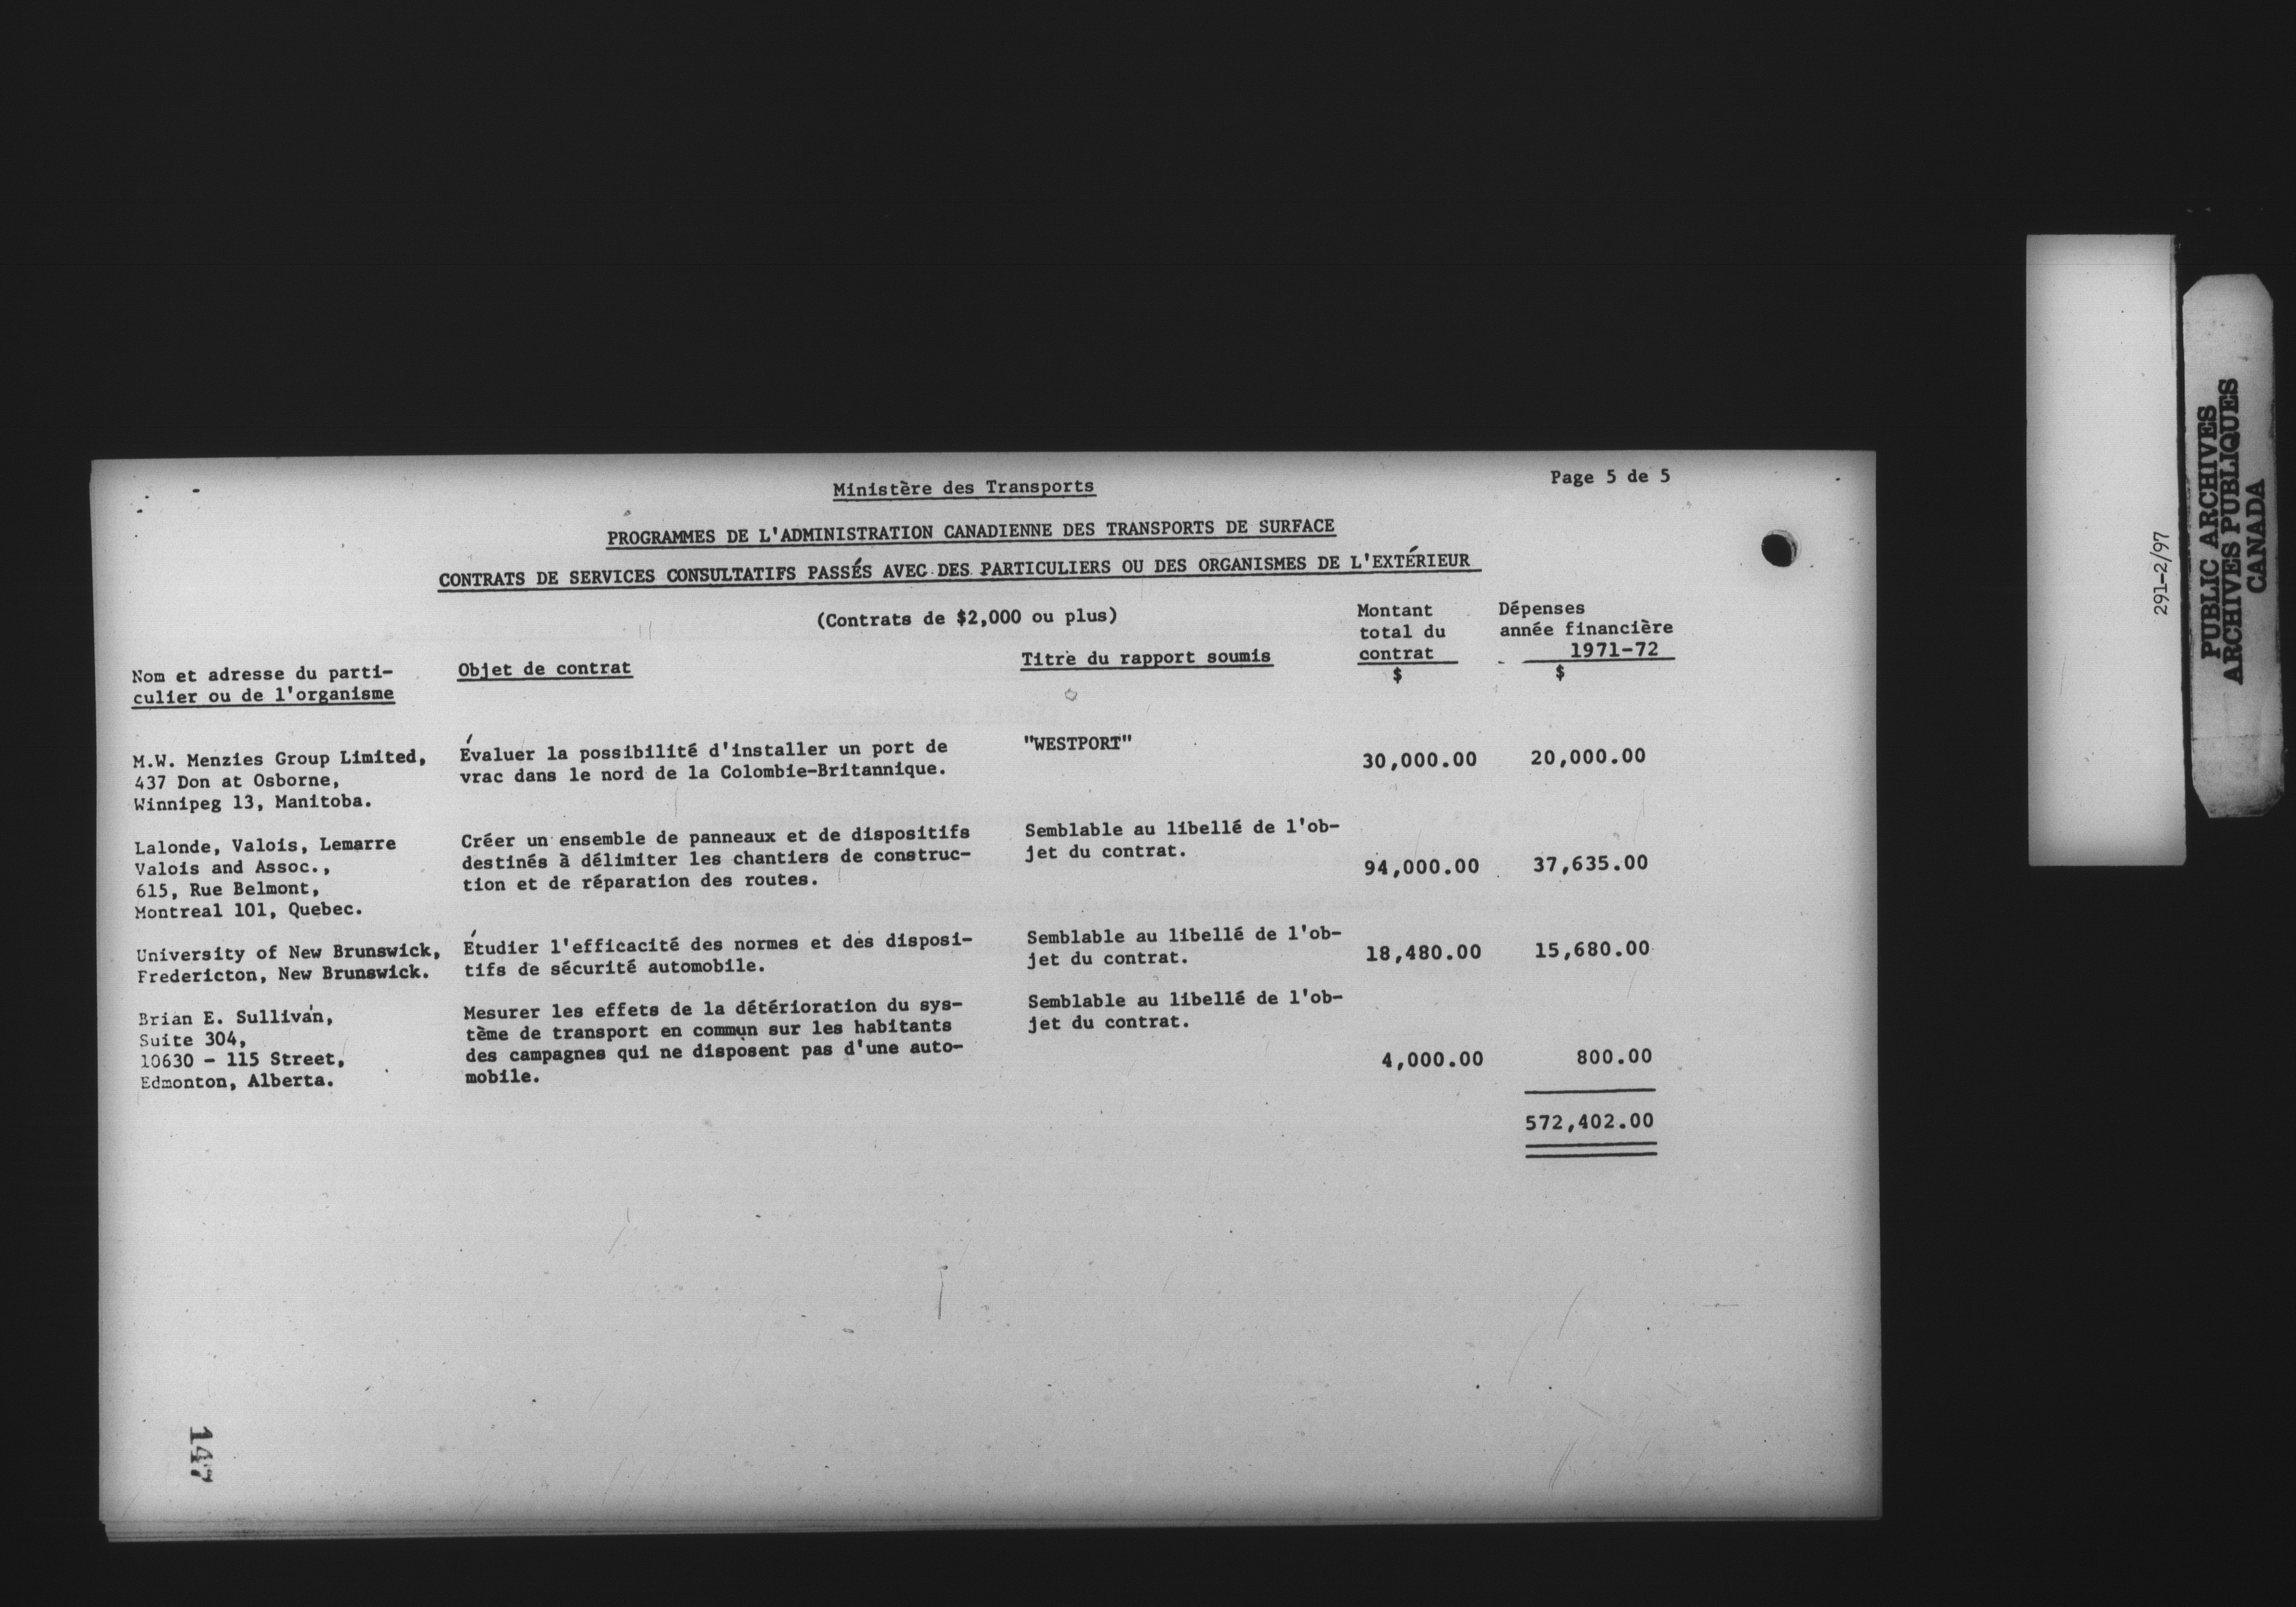 Ministère des Transports
Page 5 de 5
PROGRAMMES DE L'ADMINISTRATION CANADIENNE DES TRANSPORTS DE SURFACE
CONTRATS DE SERVICES CONSULTATIFS PASSÉS AVEC DES PARTICULIERS OU DES ORGANISMES DE L'EXTÉRIEUR
(Contrats de $2,000 ou plus)
Nom et adresse du parti-
culier ou de l'organisme
Objet de contrat
Titre du rapport soumis
Montant
total du
contrat
$
Dépenses
année financière
1971-72
$
M.W. Menzies Group Limited,
437 Don at Osborne,
Winnipeg 13, Manitoba.
Évaluer la possibilité d'installer un port de
vrac dans le nord de la Colombie-Britannique.
"WESTPORT"
30,000.00
20,000.00
Lalonde, Valois, Lemarre
Valois and Assoc.,
615, Rue Belmont,
Montreal 101, Quebec.
Créer un ensemble de panneaux et de dispositifs
destinés à délimiter les chantiers de construc-
tion et de réparation des routes.
Semblable au libellé de l'ob-
jet du contrat.
94,000.00
37,635.00
University of New Brunswick,
Fredericton, New Brunswick.
Étudier l'efficacité des normes et des disposi-
tifs de sécurité automobile.
Semblable au libellé de l'ob-
jet du contrat.
18,480.00
15,680.00
Brian E. Sullivan,
Suite 304,
10630 - 115 Street,
Edmonton, Alberta.
Mesurer les effets de la détérioration du sys-
tème de transport en commun sur les habitants
des campagnes qui ne disposent pas d'une auto-
mobile.
Semblable au libellé de l'ob-
jet du contrat.
4,000.00
800.00
572,402.00
147
291-2/97
PUBLIC ARCHIVES
ARCHIVES PUBLIQUES
CANADA